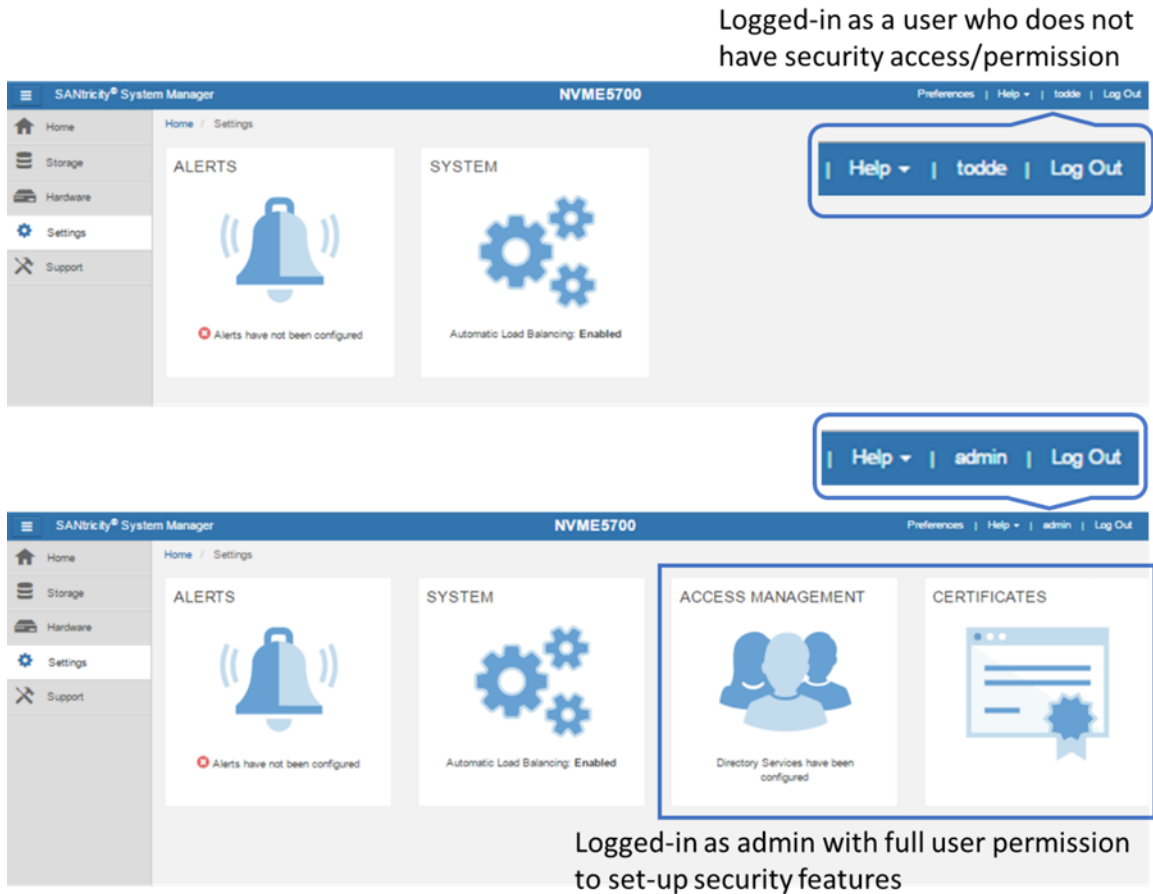 Logged-in as a user who does not
have security access/permission
SANtricity® System Manager
NVME5700
Preferences | Help | todde | Log Out
Home
Storage
Hardware
Settings
Support
Home / Settings
ALERTS
Alerts have not been configured
SYSTEM
Automatic Load Balancing: Enabled
| Help | todde | Log Out
| Help | admin | Log Out
SANtricity® System Manager
NVME5700
Preferences | Help | admin | Log Out
Home
Storage
Hardware
Settings
Support
Home / Settings
ALERTS
Alerts have not been configured
SYSTEM
Automatic Load Balancing: Enabled
ACCESS MANAGEMENT
Directory Services have been
configured
CERTIFICATES
Logged-in as admin with full user permission
to set-up security features